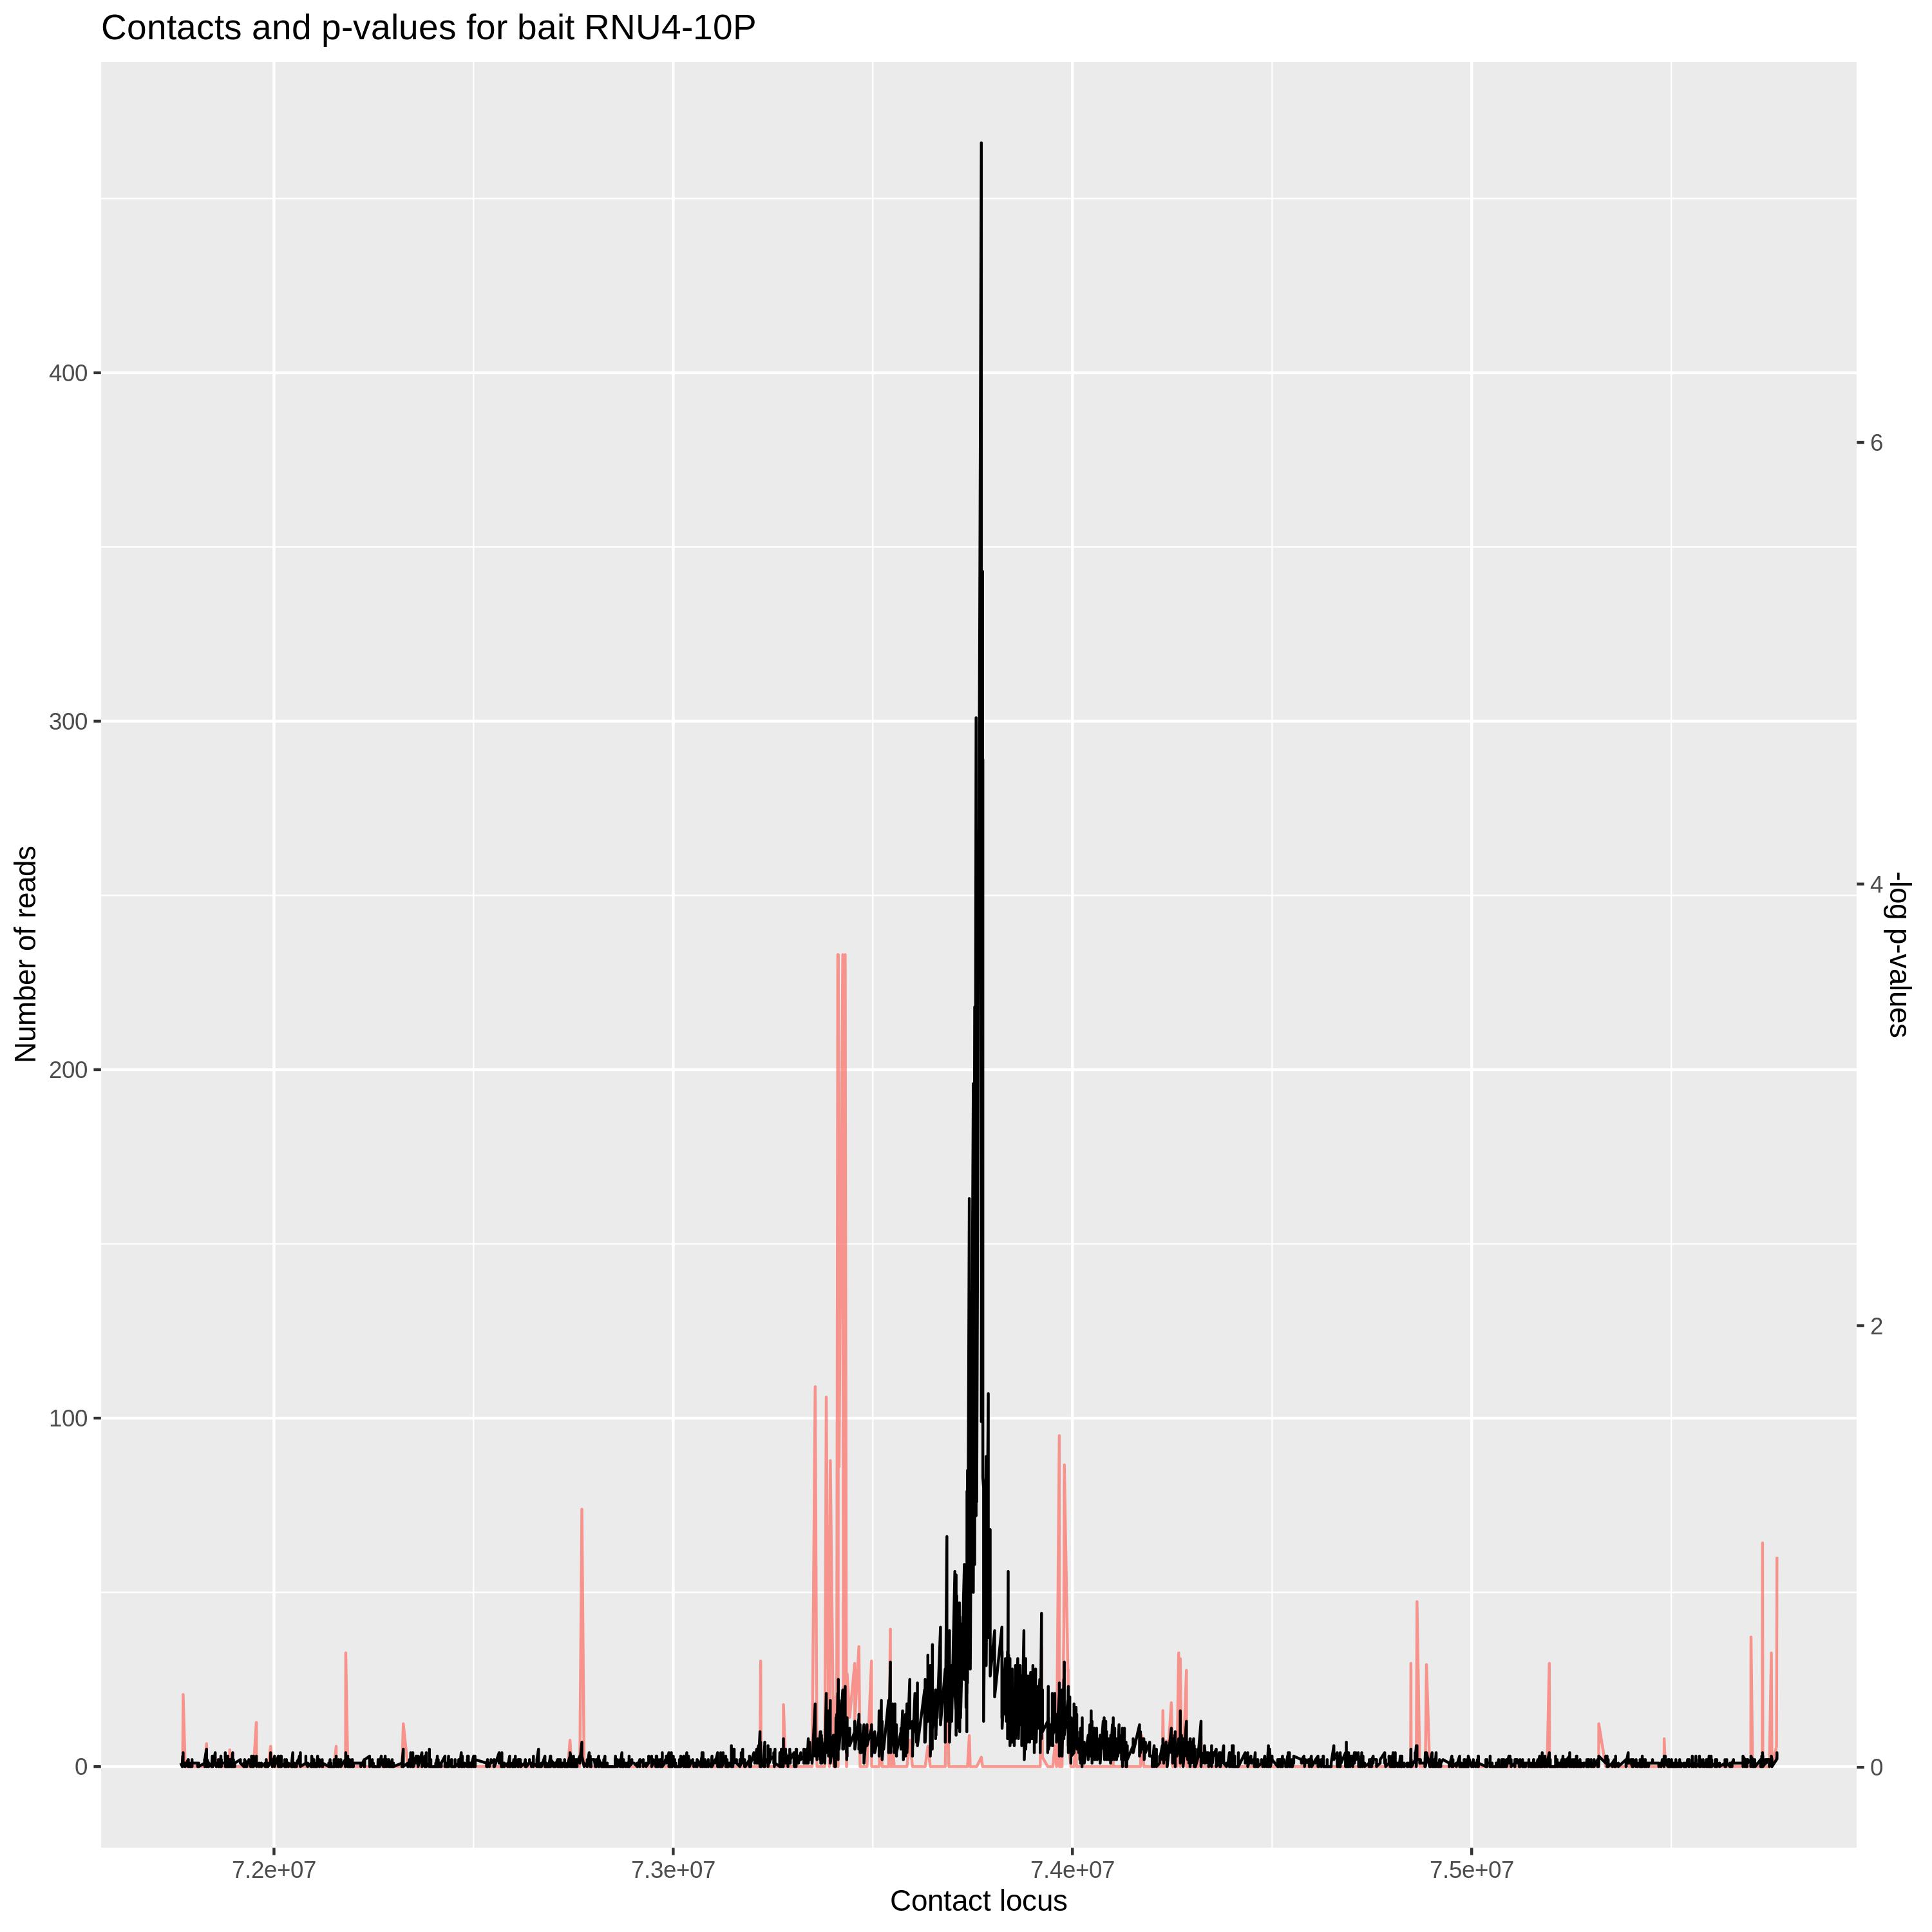 Contacts and p-values for bait RNU4-10P
400
300
200
100
0
6
4
2
0
Number of reads
-log p-values
7.2e+07
7.3e+07
7.4e+07
7.5e+07
Contact locus